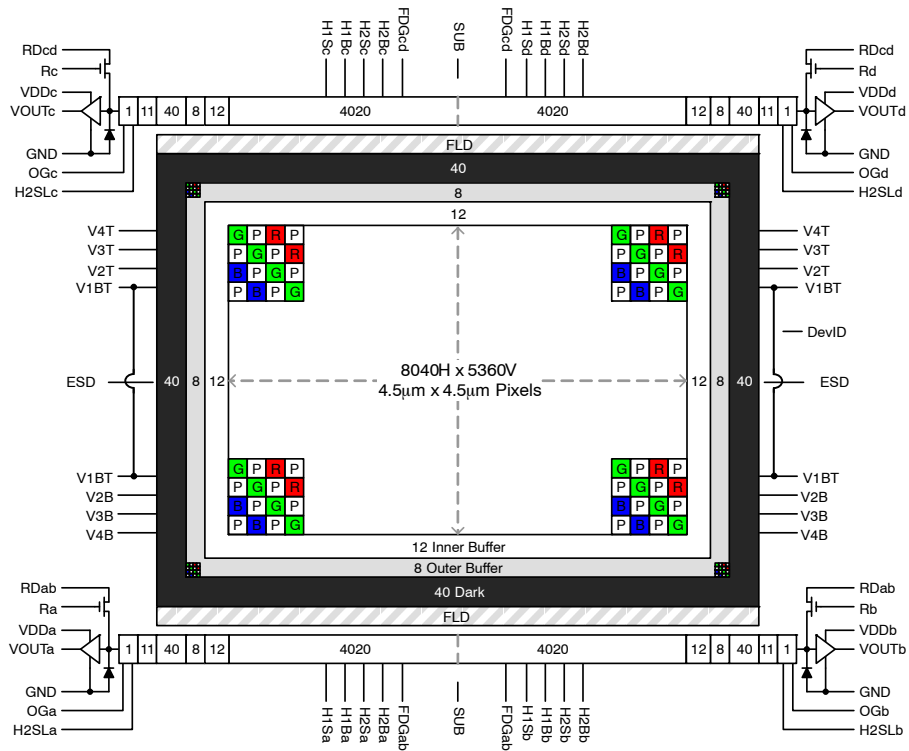 H1Sc H1Bc H2Sc H2Bc FDGcd SUB FDGcd H1Sd H1Bd H2Sd H2Bd
RDcd RDcd
Rc Rd
VDDc VDDd
VOUTc 1 11 40 8 12 4020 4020 12 8 40 11 1 VOUTd
GND FLD GND
OGc 40 OGd
H2SLc 8 H2SLd
12
V4T G P R P G P R P V4T
V3T P G P R P G P R V3T
V2T B P G P B P G P V2T
V1BT P B P G P B P G V1BT
DevID
8040H x 5360V
ESD 40 8 12 12 8 40 ESD
4.5μm x 4.5μm Pixels
G P R P G P R P
V1BT P G P R P G P R V1BT
V2B B P G P B P G P V2B
V3B P B P G P B P G V3B
V4B V4B
12 Inner Buffer
8 Outer Buffer
RDab 40 Dark RDab
Ra FLD Rb
VDDa VDDb
VOUTa 1 11 40 8 12 4020 4020 12 8 40 11 1 VOUTb
GND GND
OGa OGb
H2SLa H2SLb
H1Sa H1Ba H2Sa H2Ba FDGab SUB FDGab H1Sb H1Bb H2Sb H2Bb